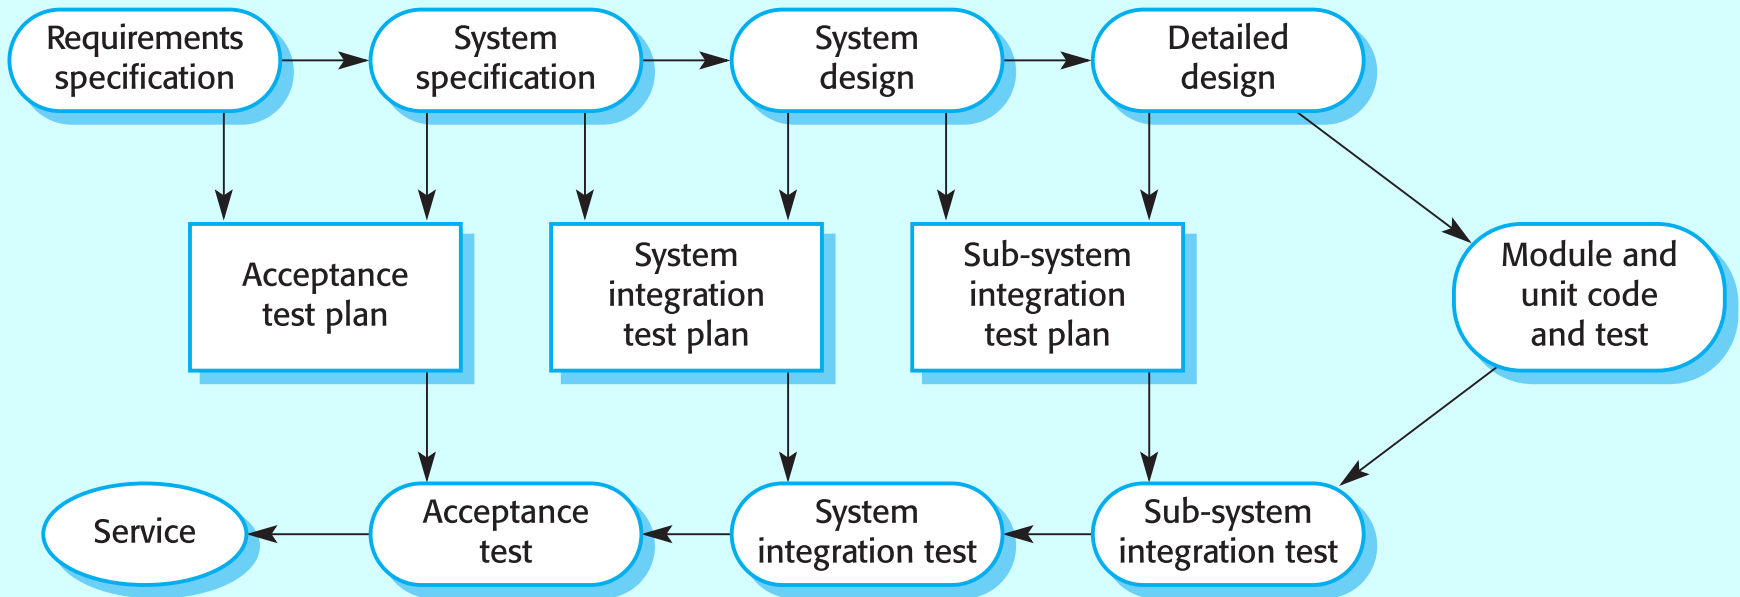 Requirements
specification
System
specification
System
design
Detailed
design
Acceptance
test plan
System
integration
test plan
Sub-system
integration
test plan
Module and
unit code
and test
Service
Acceptance
test
System
integration test
Sub-system
integration test